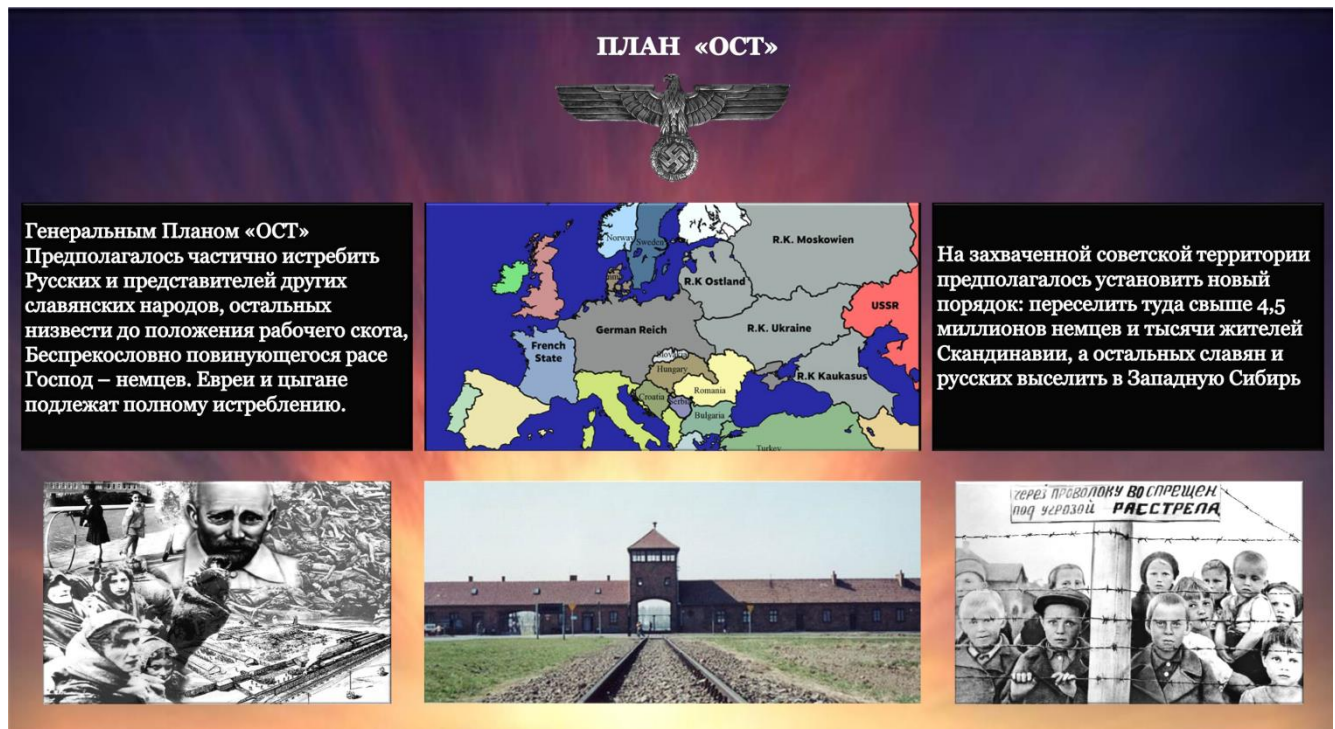 ПЛАН «ОСТ»
Генеральным Планом «ОСТ»
Предполагалось частично истребить
Русских и представителей других
славянских народов, остальных
низвести до положения рабочего скота,
Беспрекословно повинующегося расе
Господ – немцев. Евреи и цыгане
подлежат полному истреблению.
Norway
Sweden
R.K. Moskowien
R.K Ostland
USSR
German Reich
R.K. Ukraine
French
State
Slovakia
Hungary
R.K Kaukasus
Romania
Croatia
Serbia
Bulgaria
Turkey
На захваченной советской территории
предполагалось установить новый
порядок: переселить туда свыше 4,5
миллионов немцев и тысячи жителей
Скандинавии, а остальных славян и
русских выселить в Западную Сибирь
ЧЕРЕЗ ПРОВОЛОКУ ВОСПРЕЩЕН
ПОД УГРОЗОЙ РАССТРЕЛА